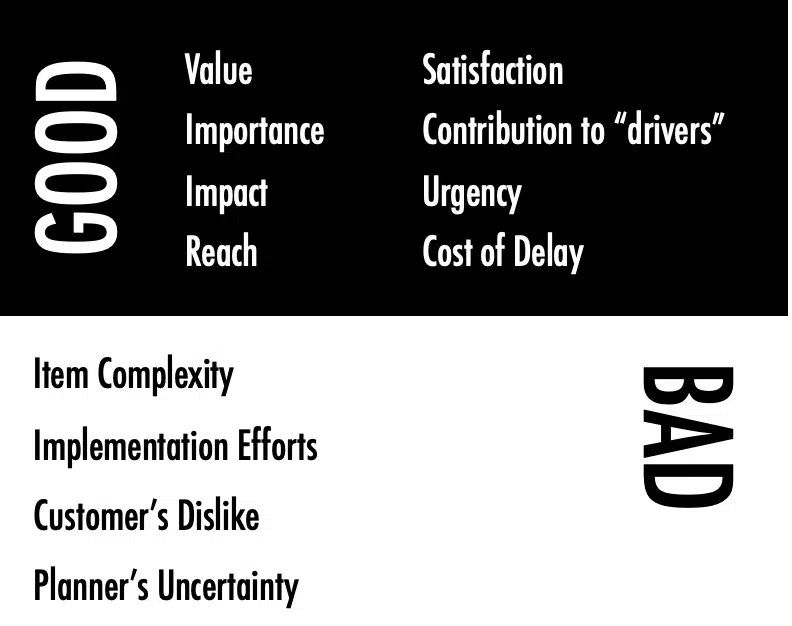 GOOD
Value
Importance
Impact
Reach
Satisfaction
Contribution to “drivers”
Urgency
Cost of Delay
Item Complexity
Implementation Efforts
Customer’s Dislike
Planner’s Uncertainty
BAD